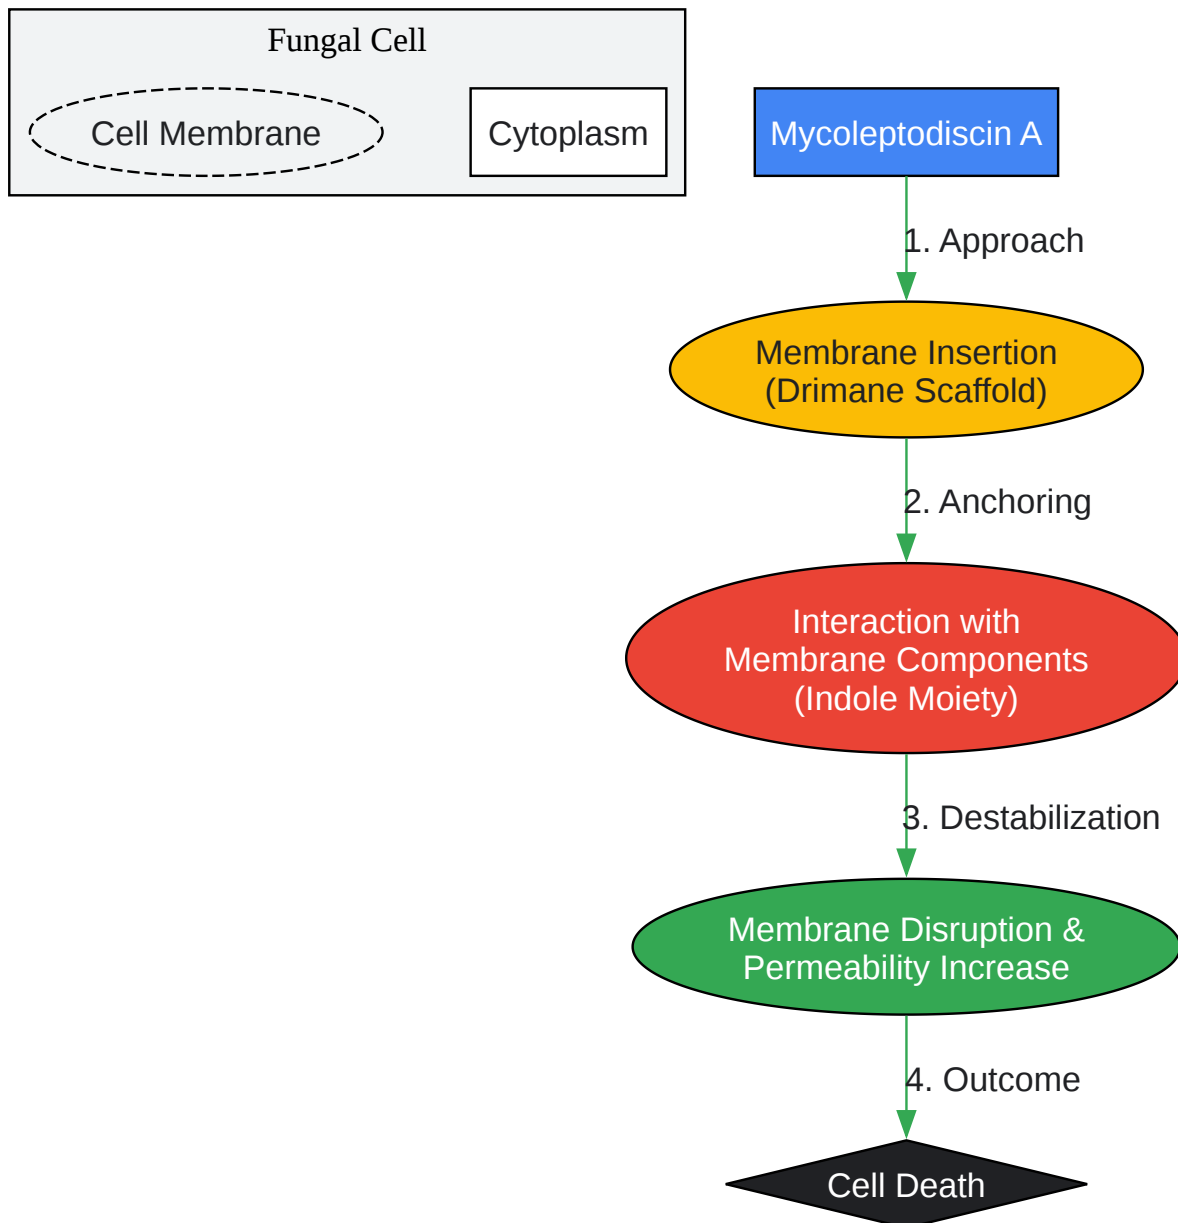 Fungal Cell
Cell Membrane
Cytoplasm
Mycoleptodiscin A
1. Approach
Membrane Insertion
(Drimane Scaffold)
2. Anchoring
Interaction with
Membrane Components
(Indole Moiety)
3. Destabilization
Membrane Disruption &
Permeability Increase
4. Outcome
Cell Death